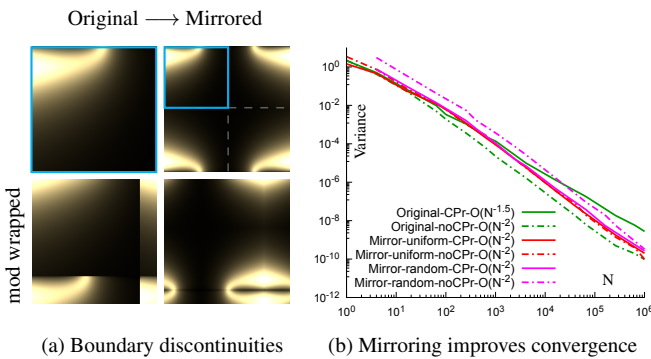 Original → Mirrored
mod wrapped
(a) Boundary discontinuities
Variance
10^0
10^-2
10^-4
10^-6
10^-8
10^-10
10^-12
Original-CPr-O(N^-1.5)
Original-noCPr-O(N^-2)
Mirror-uniform-CPr-O(N^-2)
Mirror-uniform-noCPr-O(N^-2)
Mirror-random-CPr-O(N^-2)
Mirror-random-noCPr-O(N^-2)
N
10^0 10^1 10^2 10^3 10^4 10^5 10^6
(b) Mirroring improves convergence